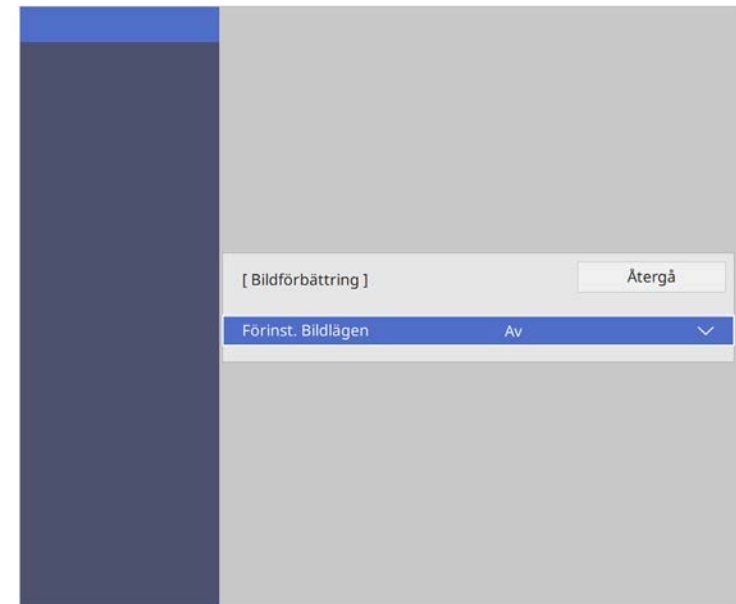 [ Bildförbättring ]
Återgå
Förinst. Bildlägen Av